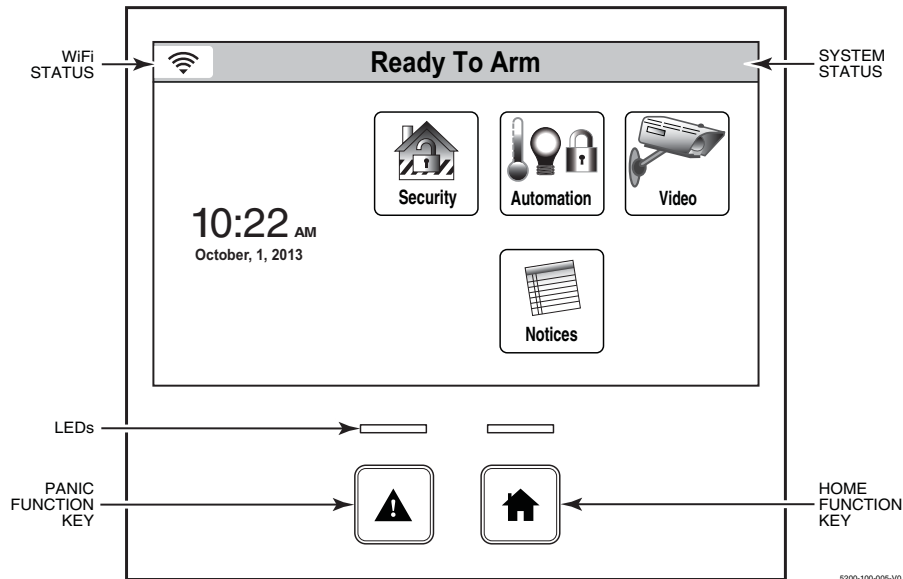 WiFi
STATUS
Ready To Arm
SYSTEM
STATUS
Security
Automation
Video
10:22 AM
October, 1, 2013
Notices
LEDs
PANIC
FUNCTION
KEY
HOME
FUNCTION
KEY
5200-100-005-V0